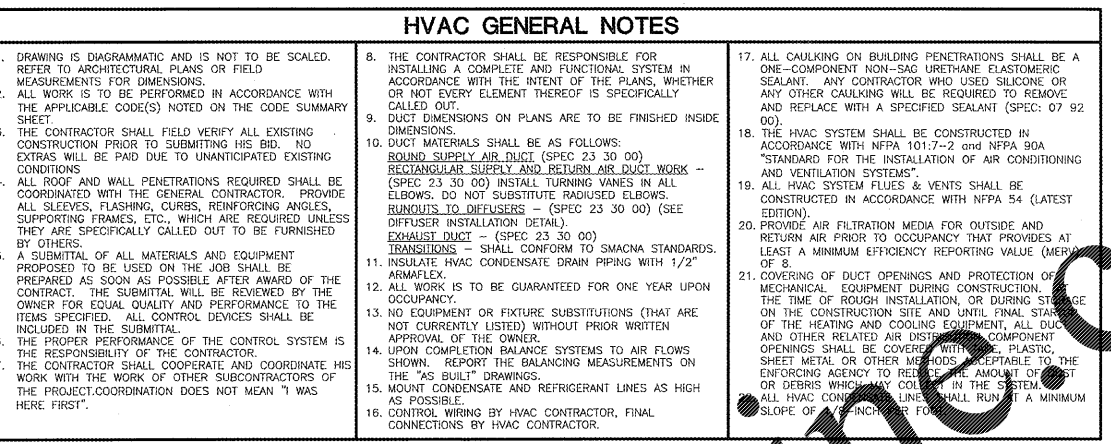 HVAC GENERAL NOTES
. DRAWING IS DIAGRAMMATIC AND IS NOT TO BE SCALED.
REFER TO ARCHITECTURAL PLANS OR FIELD
MEASUREMENTS FOR DIMENSIONS.
2. ALL WORK IS TO BE PERFORMED IN ACCORDANCE WITH
THE APPLICABLE CODE(S) NOTED ON THE CODE SUMMARY
SHEET.
THE CONTRACTOR SHALL FIELD VERIFY ALL EXISTING
CONSTRUCTION PRIOR TO SUBMITTING HIS BID. NO
EXTRAS WILL BE PAID DUE TO UNANTICIPATED EXISTING
CONDITIONS
ALL ROOF AND WALL PENETRATIONS REQUIRED SHALL BE
COORDINATED WITH THE GENERAL CONTRACTOR. PROVIDE
ALL SLEEVES, FLASHING, CURBS, REINFORCING ANGLES,
SUPPORTING FRAMES, ETC., WHICH ARE REQUIRED UNLESS
THEY ARE SPECIFICALLY CALLED OUT TO BE FURNISHED
BY OTHERS.
A SUBMITTAL OF ALL MATERIALS AND EQUIPMENT
PROPOSED TO BE USED ON THE JOB SHALL BE
PREPARED AS SOON AS POSSIBLE AFTER AWARD OF THE
CONTRACT. THE SUBMITTAL WILL BE REVIEWED BY THE
OWNER FOR EQUAL QUALITY AND PERFORMANCE TO THE
ITEMS SPECIFIED. ALL CONTROL DEVICES SHALL BE
INCLUDED IN THE SUBMITTAL.
THE PROPER PERFORMANCE OF THE CONTROL SYSTEM IS
THE RESPONSIBILITY OF THE CONTRACTOR.
THE CONTRACTOR SHALL COOPERATE AND COORDINATE HIS
WORK WITH THE WORK OF OTHER SUBCONTRACTORS OF
THE PROJECT.COORDINATION DOES NOT MEAN "I WAS
HERE FIRST".
8. THE CONTRACTOR SHALL BE RESPONSIBLE FOR
INSTALLING A COMPLETE AND FUNCTIONAL SYSTEM IN
ACCORDANCE WITH THE INTENT OF THE PLANS, WHETHER
OR NOT EVERY ELEMENT THEREOF IS SPECIFICALLY
CALLED OUT.
9. DUCT DIMENSIONS ON PLANS ARE TO BE FINISHED INSIDE
DIMENSIONS.
10. DUCT MATERIALS SHALL BE AS FOLLOWS:
ROUND SUPPLY AIR DUCT (SPEC 23 30 00)
RECTANGULAR SUPPLY AND RETURN AIR DUCT WORK –
(SPEC 23 30 00) INSTALL TURNING VANES IN ALL
ELBOWS. DO NOT SUBSTITUTE RADIUSED ELBOWS.
RUNOUTS TO DIFFUSERS – (SPEC 23 30 00) (SEE
DIFFUSER INSTALLATION DETAIL).
EXHAUST DUCT – (SPEC 23 30 00)
TRANSITIONS – SHALL CONFORM TO SMACNA STANDARDS.
11. INSULATE HVAC CONDENSATE DRAIN PIPING WITH 1/2"
ARMAFLEX.
12. ALL WORK IS TO BE GUARANTEED FOR ONE YEAR UPON
OCCUPANCY.
13. NO EQUIPMENT OR FIXTURE SUBSTITUTIONS (THAT ARE
NOT CURRENTLY LISTED) WITHOUT PRIOR WRITTEN
APPROVAL OF THE OWNER.
14. UPON COMPLETION BALANCE SYSTEMS TO AIR FLOWS
SHOWN. REPORT THE BALANCING MEASUREMENTS ON
THE "AS BUILT" DRAWINGS.
15. MOUNT CONDENSATE AND REFRIGERANT LINES AS HIGH
AS POSSIBLE.
16. CONTROL WIRING BY HVAC CONTRACTOR, FINAL
CONNECTIONS BY HVAC CONTRACTOR.
17. ALL CAULKING ON BUILDING PENETRATIONS SHALL BE A
ONE–COMPONENT NON–SAG URETHANE ELASTOMERIC
SEALANT. ANY CONTRACTOR WHO USED SILICONE OR
ANY OTHER CAULKING WILL BE REQUIRED TO REMOVE
AND REPLACE WITH A SPECIFIED SEALANT (SPEC: 07 92
00).
18. THE HVAC SYSTEM SHALL BE CONSTRUCTED IN
ACCORDANCE WITH NFPA 101:7–2 and NFPA 90A
"STANDARD FOR THE INSTALLATION OF AIR CONDITIONING
AND VENTILATION SYSTEMS".
19. ALL HVAC SYSTEM FLUES & VENTS SHALL BE
CONSTRUCTED IN ACCORDANCE WITH NFPA 54 (LATEST
EDITION).
20. PROVIDE AIR FILTRATION MEDIA FOR OUTSIDE AND
RETURN AIR PRIOR TO OCCUPANCY THAT PROVIDES AT
LEAST A MINIMUM EFFICIENCY REPORTING VALUE (MERV)
OF 8.
21. COVERING OF DUCT OPENINGS AND PROTECTION OF
MECHANICAL EQUIPMENT DURING CONSTRUCTION.
THE TIME OF ROUGH INSTALLATION, OR DURING STORAGE
ON THE CONSTRUCTION SITE AND UNTIL FINAL STARTUP
OF THE HEATING AND COOLING EQUIPMENT, ALL DUCT
AND OTHER RELATED AIR DISTRIBUTION COMPONENT
OPENINGS SHALL BE COVERED WITH TAPE, PLASTIC,
SHEET METAL OR OTHER METHODS ACCEPTABLE TO THE
ENFORCING AGENCY TO REDUCE THE AMOUNT OF DUST
OR DEBRIS WHICH MAY COLLECT IN THE SYSTEM.
ALL HVAC CONDENSATE LINES SHALL RUN AT A MINIMUM
SLOPE OF 1/8–INCH PER FOOT.
ine.c